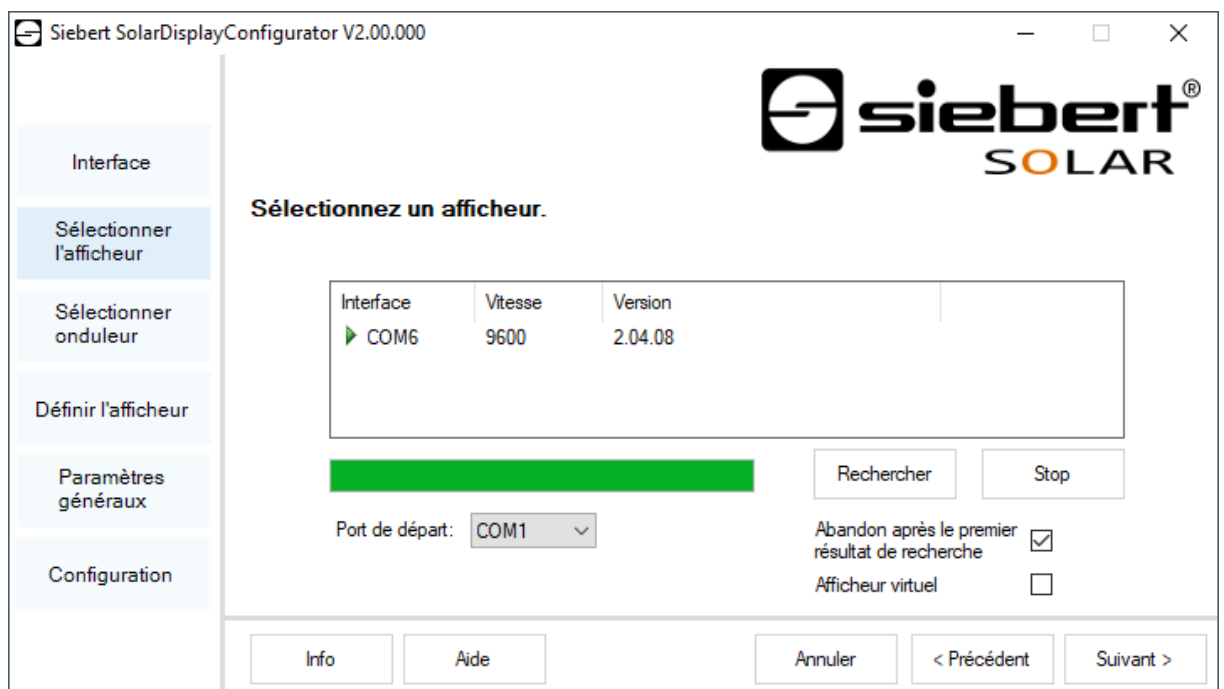 Siebert SolarDisplayConfigurator V2.00.000
siebert®
SOLAR
Interface
Sélectionner
l'afficheur
Sélectionner
onduleur
Définir l'afficheur
Paramètres
généraux
Configuration
Sélectionnez un afficheur.
Interface Vitesse Version
COM6 9600 2.04.08
Rechercher Stop
Port de départ: COM1
Abandon après le premier
résultat de recherche
Afficheur virtuel
Info Aide Annuler < Précédent Suivant >